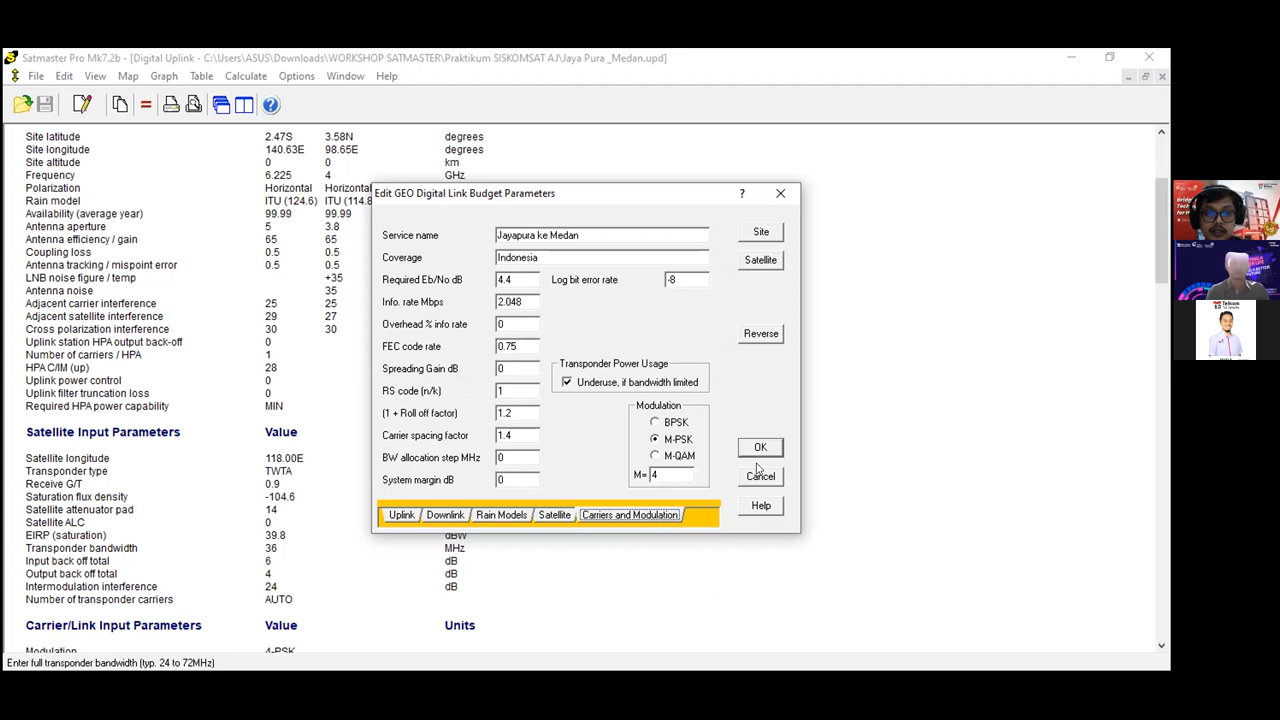 Satmaster Pro Mk7.2b - [Digital Uplink - C:\Users\ASUS\Downloads\WORKSHOP SATMASTER\Praktikum SISKOMSAT AJ\Jaya Pura _Medan.upd]
File Edit View Map Graph Table Calculate Options Window Help
Site latitude 2.47S 3.58N degrees
Site longitude 140.63E 98.65E degrees
Site altitude 0 0 km
Frequency 6.225 4 GHz
Polarization Horizontal Horizontal
Rain model ITU (124.6) ITU (114.8
Availability (average year) 99.99 99.99
Antenna aperture 5 3.8
Antenna efficiency / gain 65 65
Coupling loss 0.5 0.5
Antenna tracking / mispoint error 0.5 0.5
LNB noise figure / temp +35
Antenna noise 35
Adjacent carrier interference 25 25
Adjacent satellite interference 29 27
Cross polarization interference 30 30
Uplink station HPA output back-off 0
Number of carriers / HPA 1
HPA C/IM (up) 28
Uplink power control 0
Uplink filter truncation loss 0
Required HPA power capability MIN
Satellite Input Parameters Value
Satellite longitude 118.00E
Transponder type TWTA
Receive G/T 0.9
Saturation flux density -104.6
Satellite attenuator pad 14
Satellite ALC 0
EIRP (saturation) 39.8 dBW
Transponder bandwidth 36 MHz
Input back off total 6 dB
Output back off total 4 dB
Intermodulation interference 24 dB
Number of transponder carriers AUTO
Carrier/Link Input Parameters Value Units
Modulation 4-PSK
Enter full transponder bandwidth (typ. 24 to 72MHz)
Edit GEO Digital Link Budget Parameters ?
Service name Jayapura ke Medan Site
Coverage Indonesia Satellite
Required Eb/No dB 4.4 Log bit error rate -8
Info. rate Mbps 2.048
Overhead % info rate 0 Reverse
FEC code rate 0.75
Spreading Gain dB 0 Transponder Power Usage
Underuse, if bandwidth limited
RS code (n/k) 1
(1 + Roll off factor) 1.2 Modulation
BPSK
Carrier spacing factor 1.4 M-PSK OK
BW allocation step MHz 0 M-QAM
System margin dB 0 M= 4 Cancel
Help
Uplink Downlink Rain Models Satellite Carriers and Modulation
Telkom